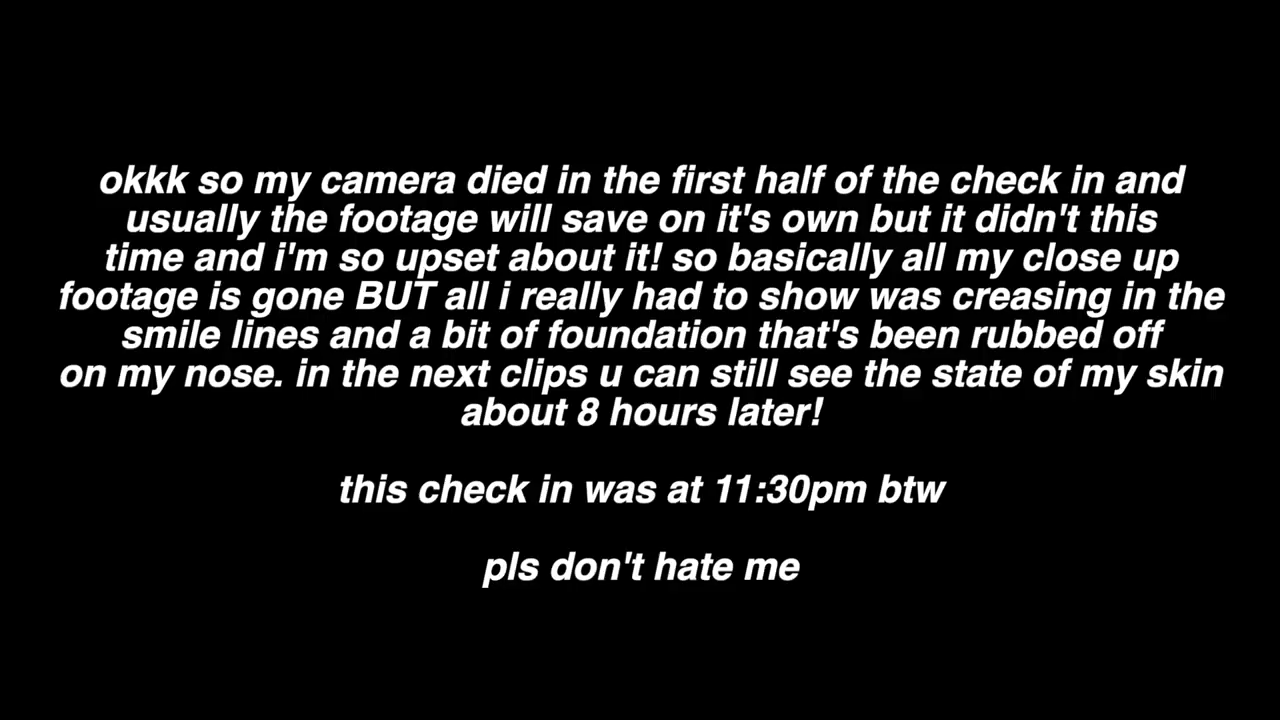 okkk so my camera died in the first half of the check in and
usually the footage will save on it's own but it didn't this
time and i'm so upset about it! so basically all my close up
footage is gone BUT all i really had to show was creasing in the
smile lines and a bit of foundation that's been rubbed off
on my nose. in the next clips u can still see the state of my skin
about 8 hours later!
this check in was at 11:30pm btw
pls don't hate me